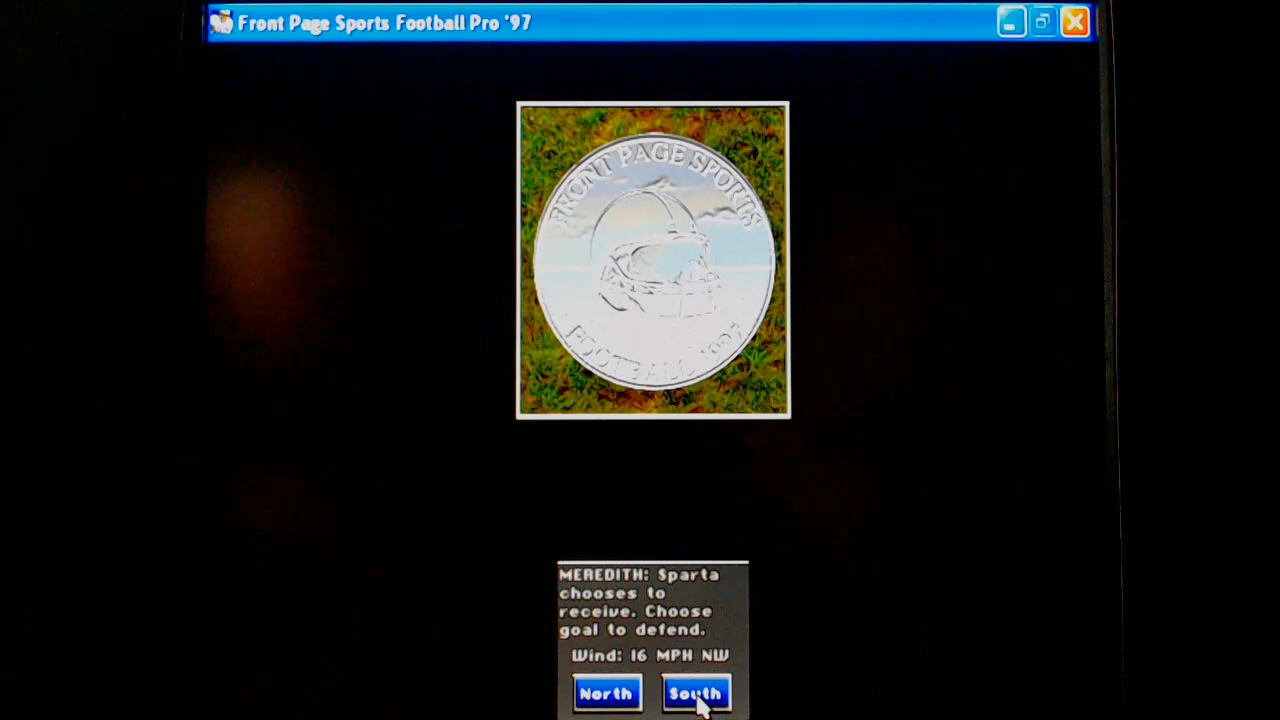 Front Page Sports Football Pro '97
FRONT PAGE SPORTS
FOOTBALL 1997
MEREDITH: Sparta
chooses to
receive. Choose
goal to defend.
Wind: 16 MPH NW
North South